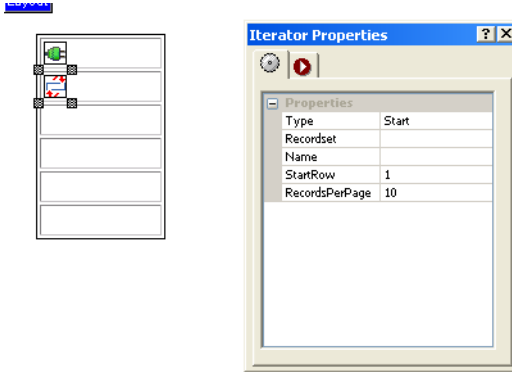 Layout
Iterator Properties
Properties
Type Start
Recordset
Name
StartRow 1
RecordsPerPage 10